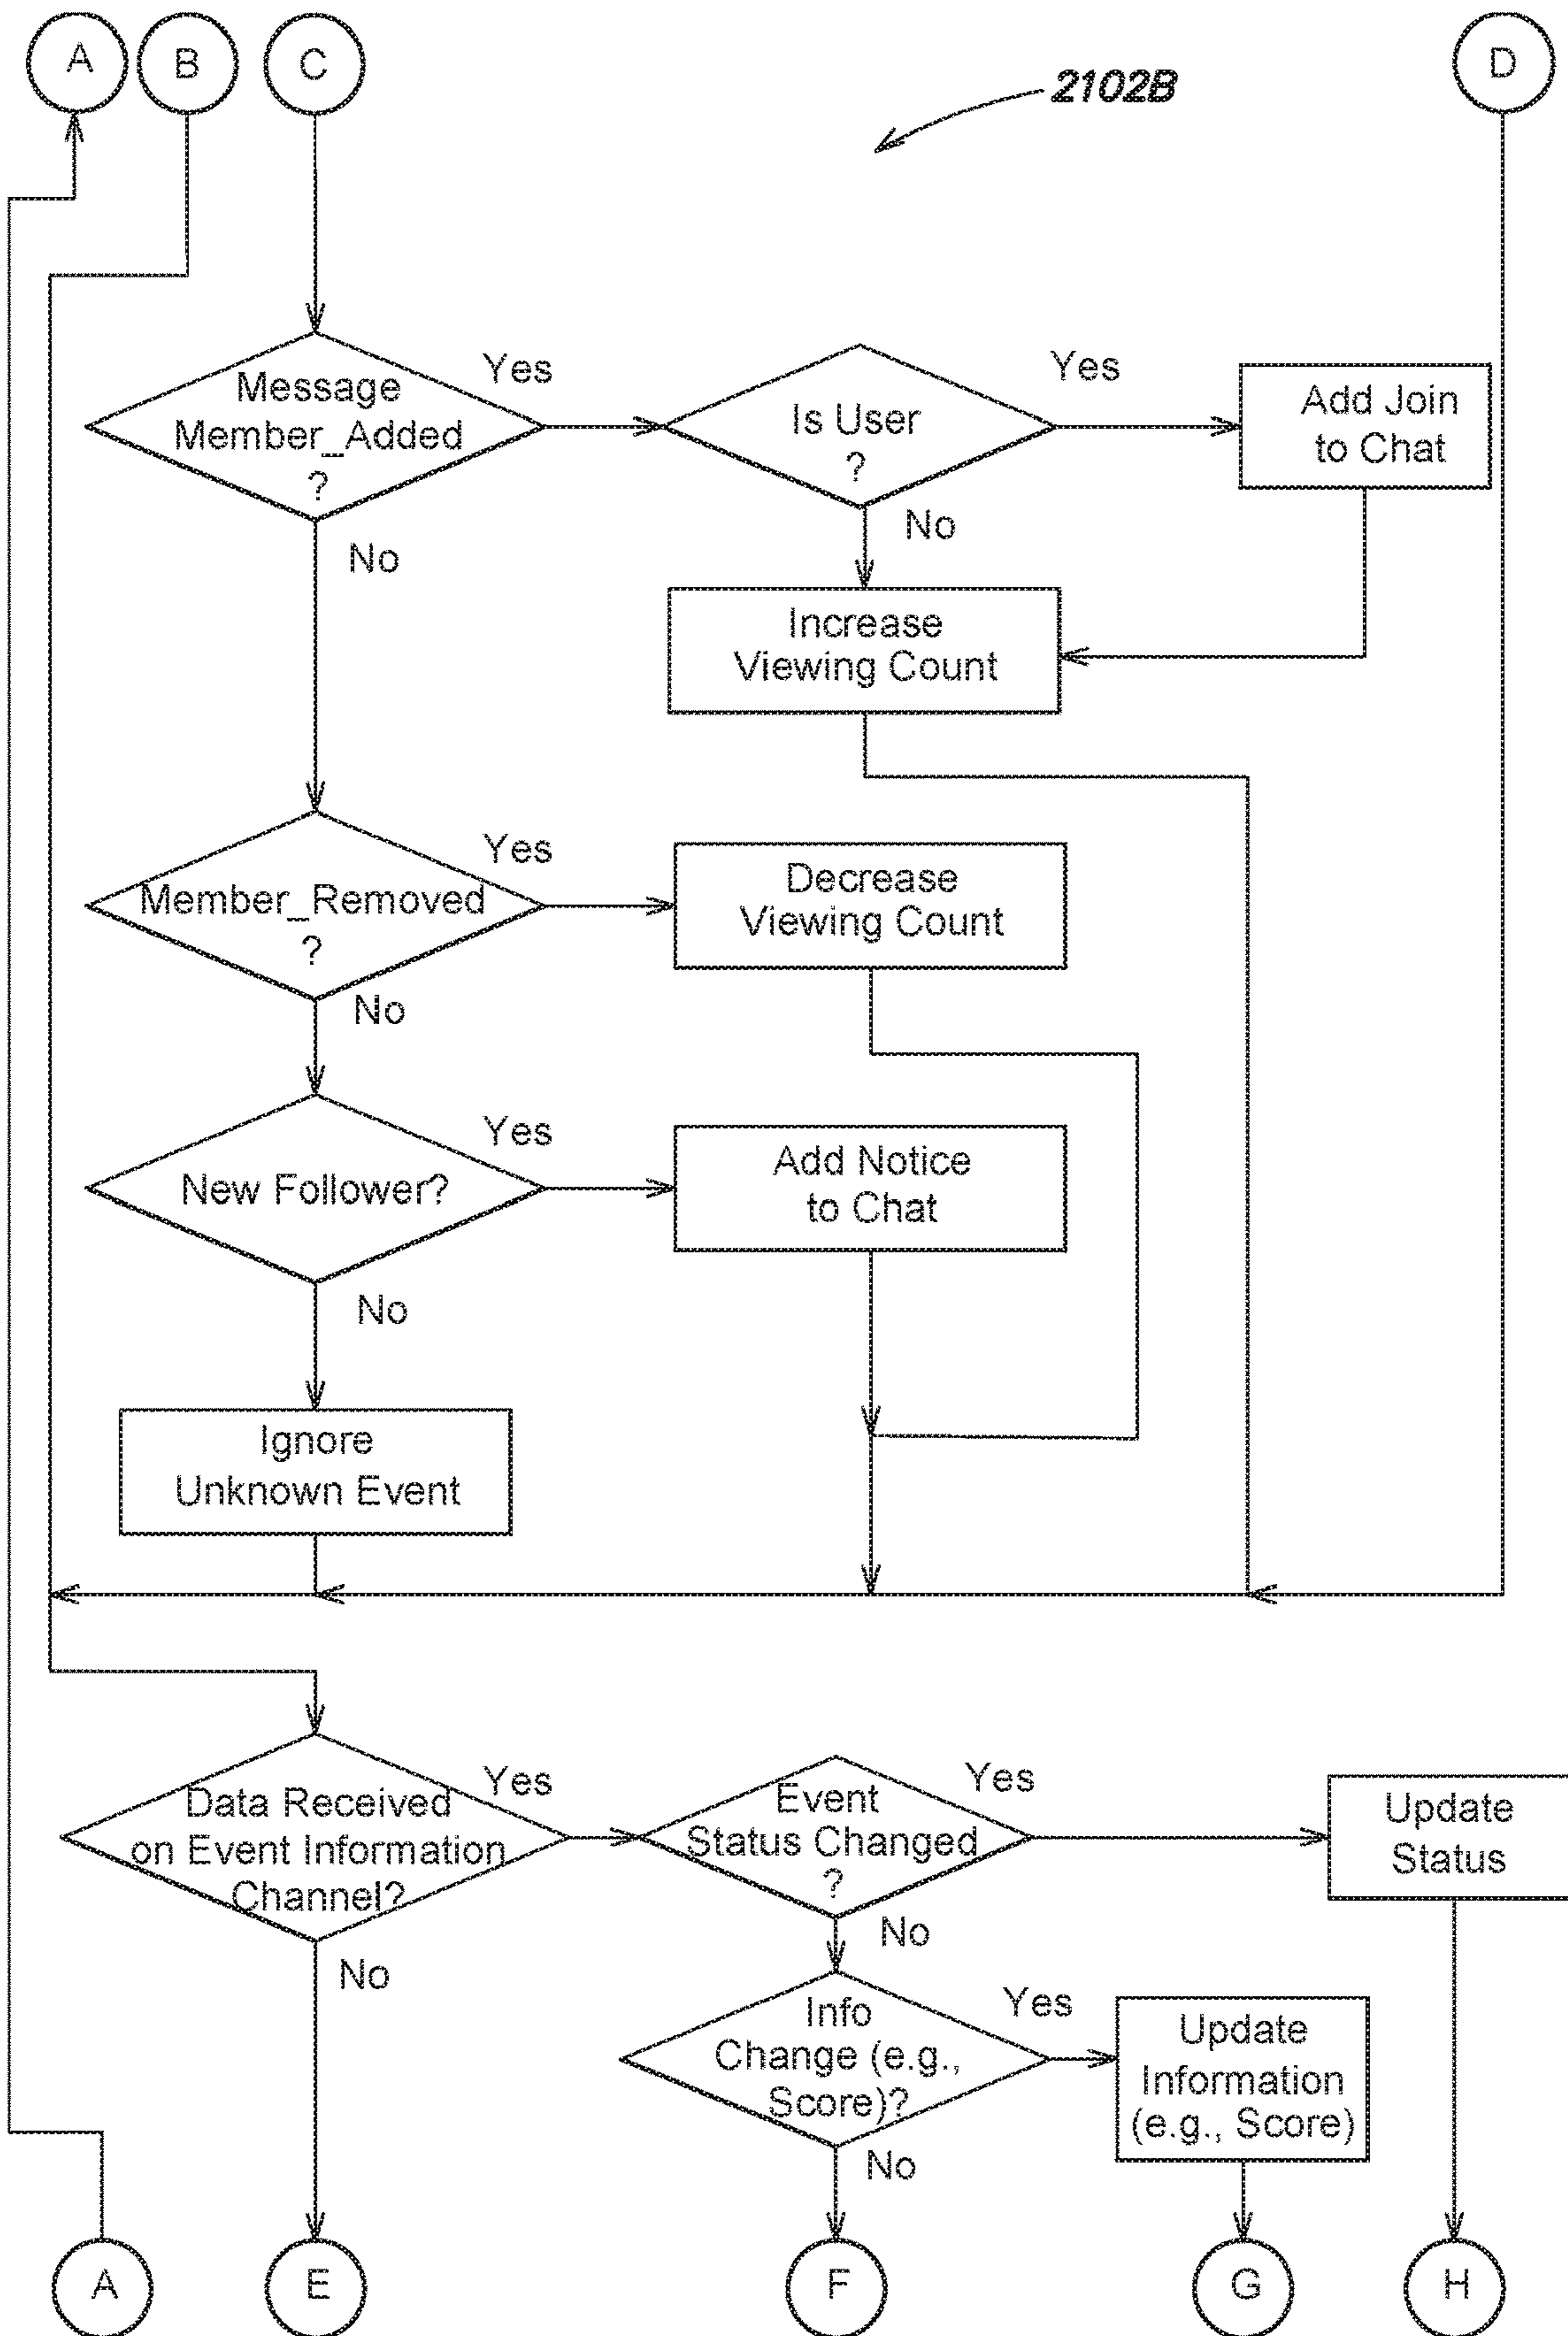 A
B
C
D
2102B
Message
Member_Added
?
Yes
Is User
?
Yes
Add Join
to Chat
No
No
Increase
Viewing Count
Member_Removed
?
Yes
Decrease
Viewing Count
No
New Follower?
Yes
Add Notice
to Chat
No
Ignore
Unknown Event
Data Received
on Event Information
Channel?
Yes
Event
Status Changed
?
Yes
Update
Status
No
No
Info
Change (e.g.,
Score)?
Yes
Update
Information
(e.g., Score)
No
A
E
F
G
H